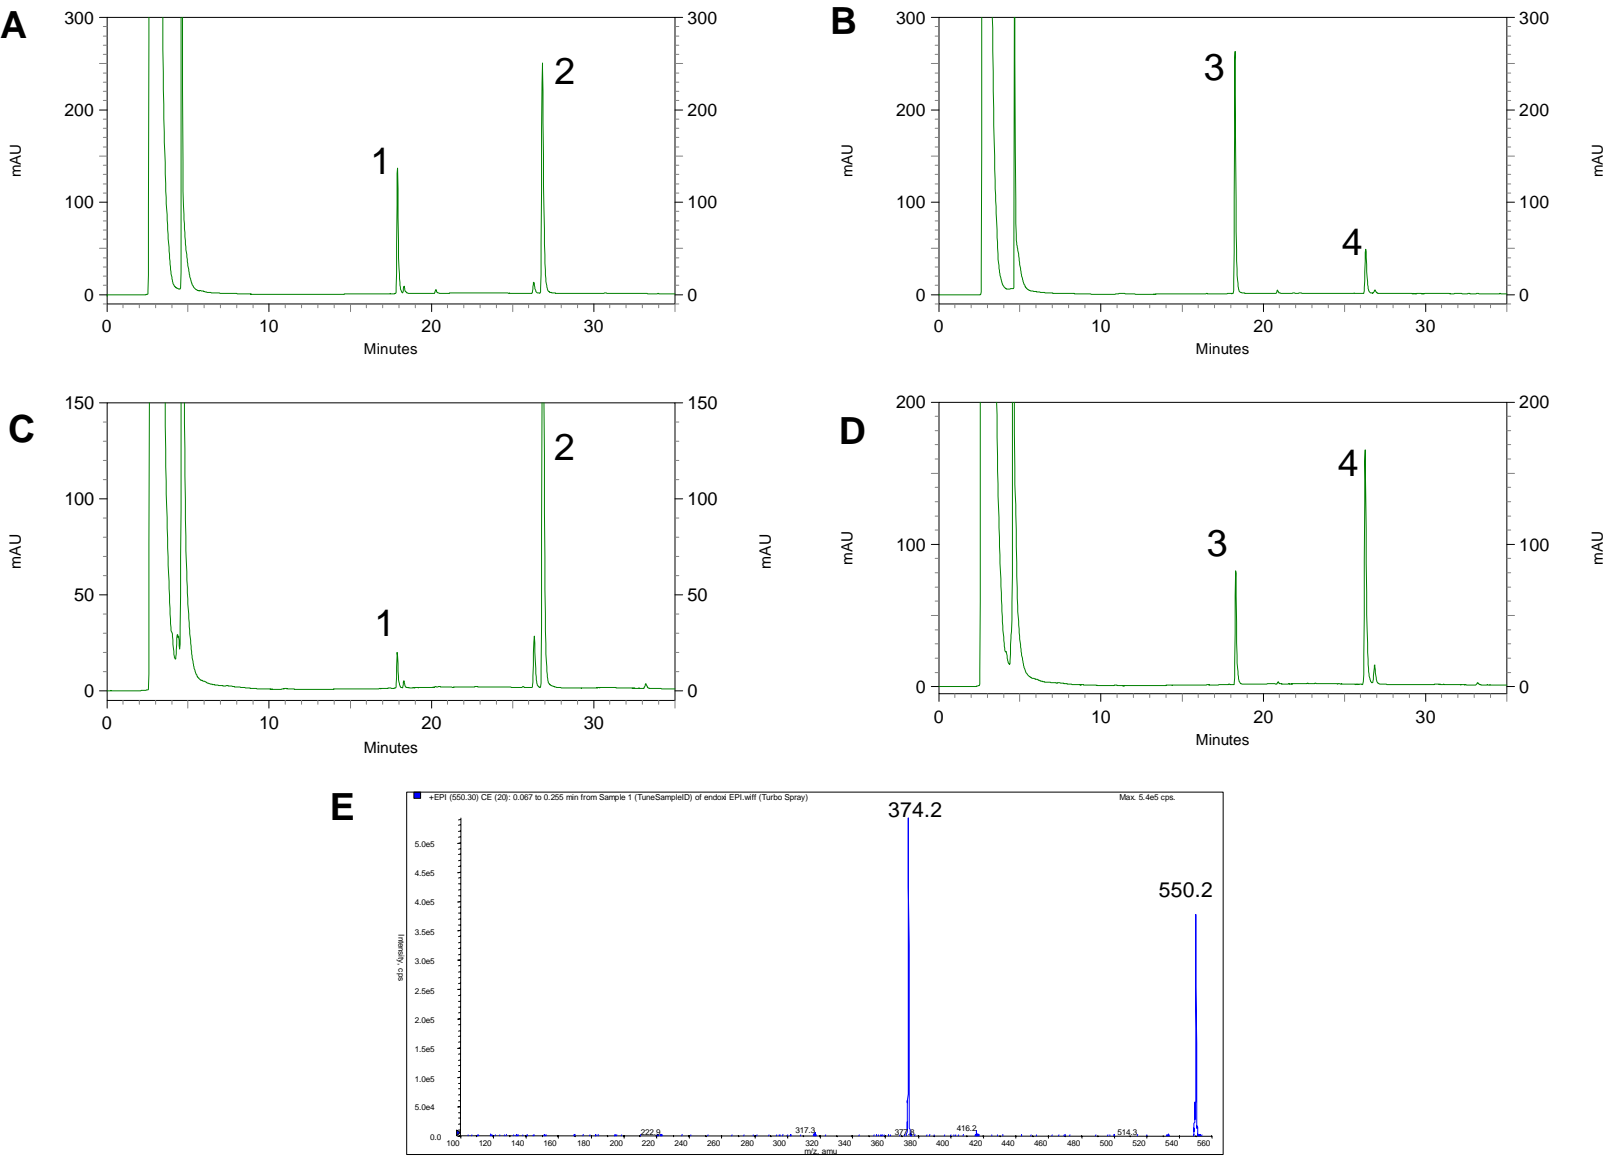 A
300
200
100
0
mAU
1
2
300
200
100
0
0
10
20
30
Minutes
B
300
200
100
0
mAU
3
4
300
200
100
0
mAU
0
10
20
30
Minutes
C
150
100
50
0
mAU
1
2
150
100
50
0
mAU
0
10
20
30
Minutes
D
200
100
0
mAU
3
4
200
100
0
mAU
0
10
20
30
Minutes
E
+EPI (550.30) CE (20): 0.067 to 0.255 min from Sample 1 (TuneSampleID) of endoxi EPI.wiff (Turbo Spray)
Max. 5.4e5 cps.
374.2
550.2
5.0e5
4.5e5
4.0e5
3.5e5
3.0e5
2.5e5
2.0e5
1.5e5
1.0e5
5.0e4
0.0
Intensity, cps
222.9
317.3
377.8
416.2
514.3
100 120 140 160 180 200 220 240 260 280 300 320 340 360 380 400 420 440 460 480 500 520 540 560
m/z, amu